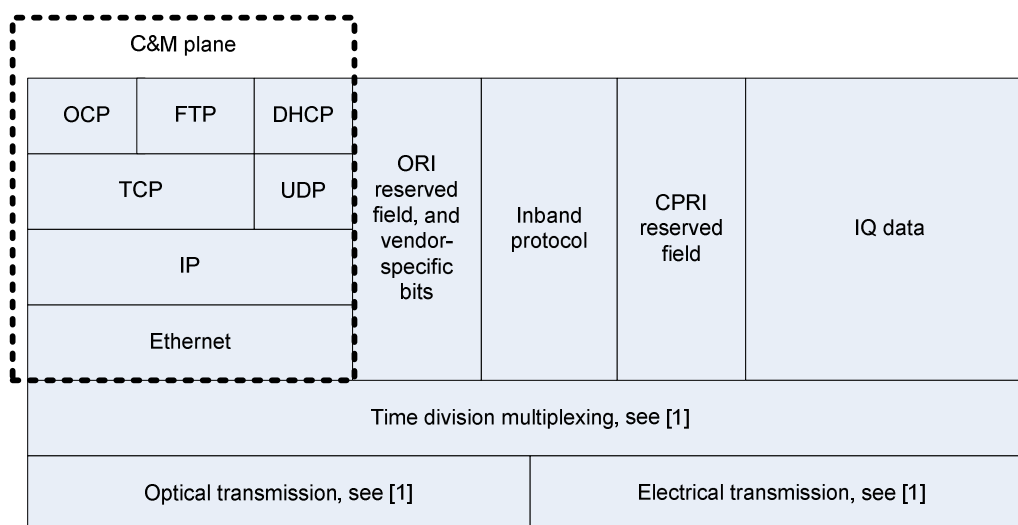 C&M plane
OCP
FTP
DHCP
TCP
UDP
IP
Ethernet
ORI
reserved
field, and
vendor-
specific
bits
Inband
protocol
CPRI
reserved
field
IQ data
Time division multiplexing, see [1]
Optical transmission, see [1]
Electrical transmission, see [1]